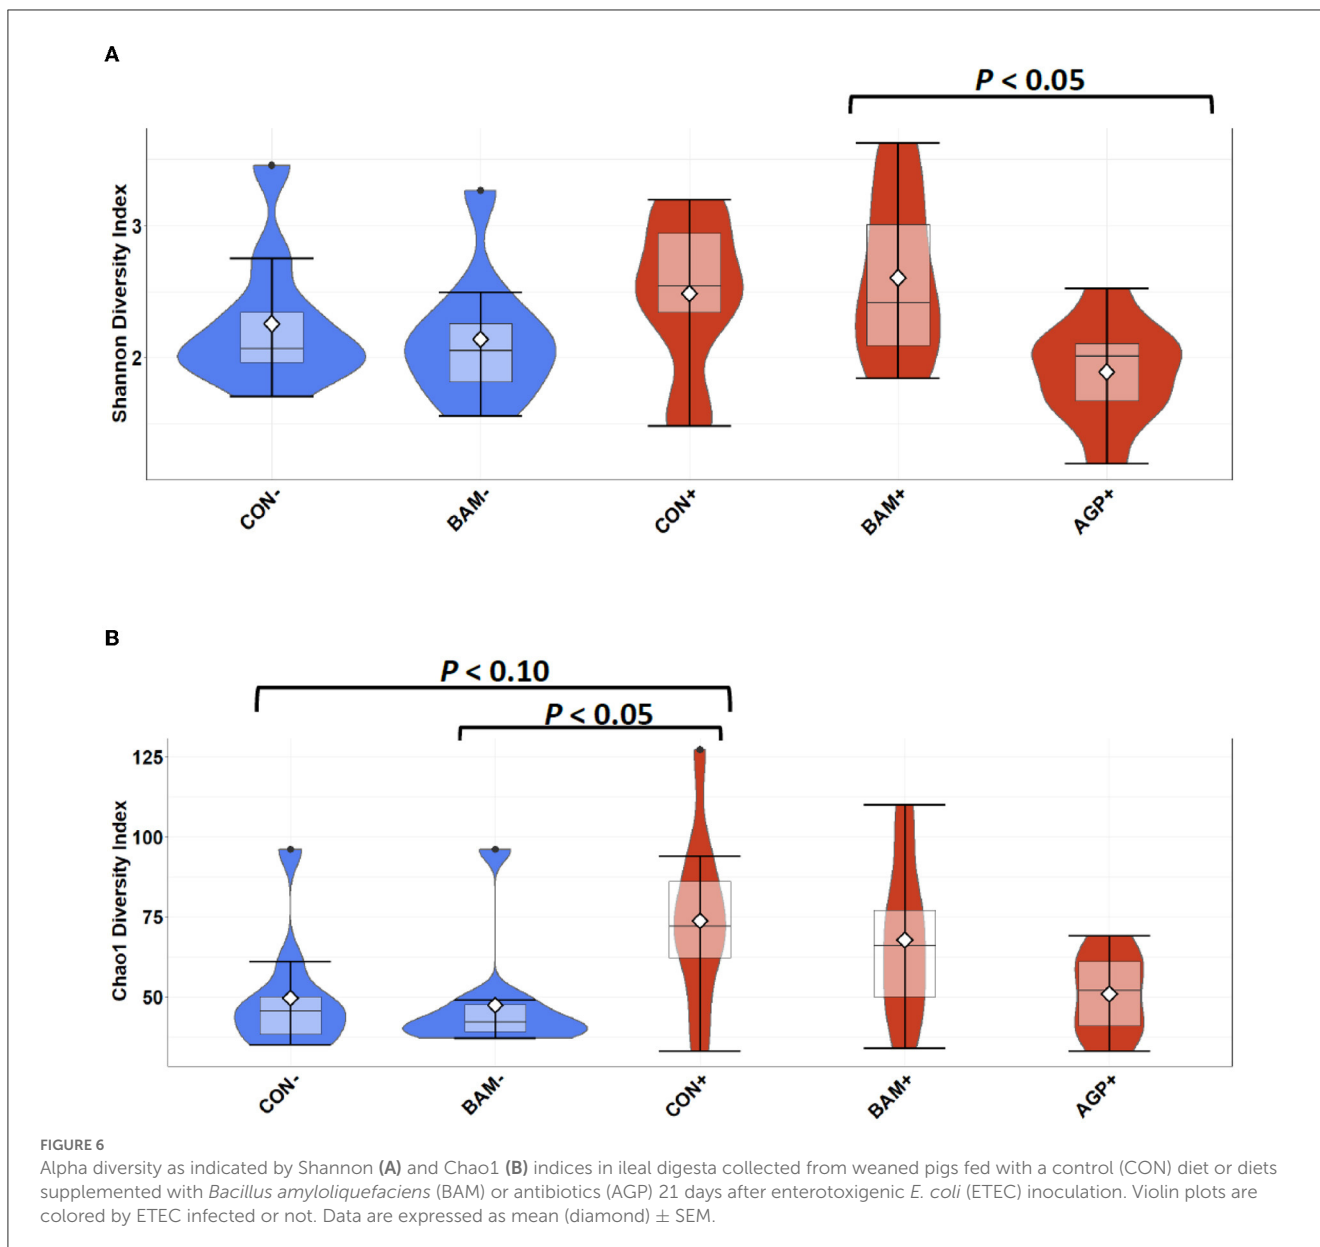 A
P < 0.05
Shannon Diversity Index
3
2
CON-
BAM-
CON+
BAM+
AGP+
B
P < 0.10
P < 0.05
Chao1 Diversity Index
125
100
75
50
CON-
BAM-
CON+
BAM+
AGP+
FIGURE 6
Alpha diversity as indicated by Shannon (A) and Chao1 (B) indices in ileal digesta collected from weaned pigs fed with a control (CON) diet or diets
supplemented with Bacillus amyloliquefaciens (BAM) or antibiotics (AGP) 21 days after enterotoxigenic E. coli (ETEC) inoculation. Violin plots are
colored by ETEC infected or not. Data are expressed as mean (diamond) ± SEM.